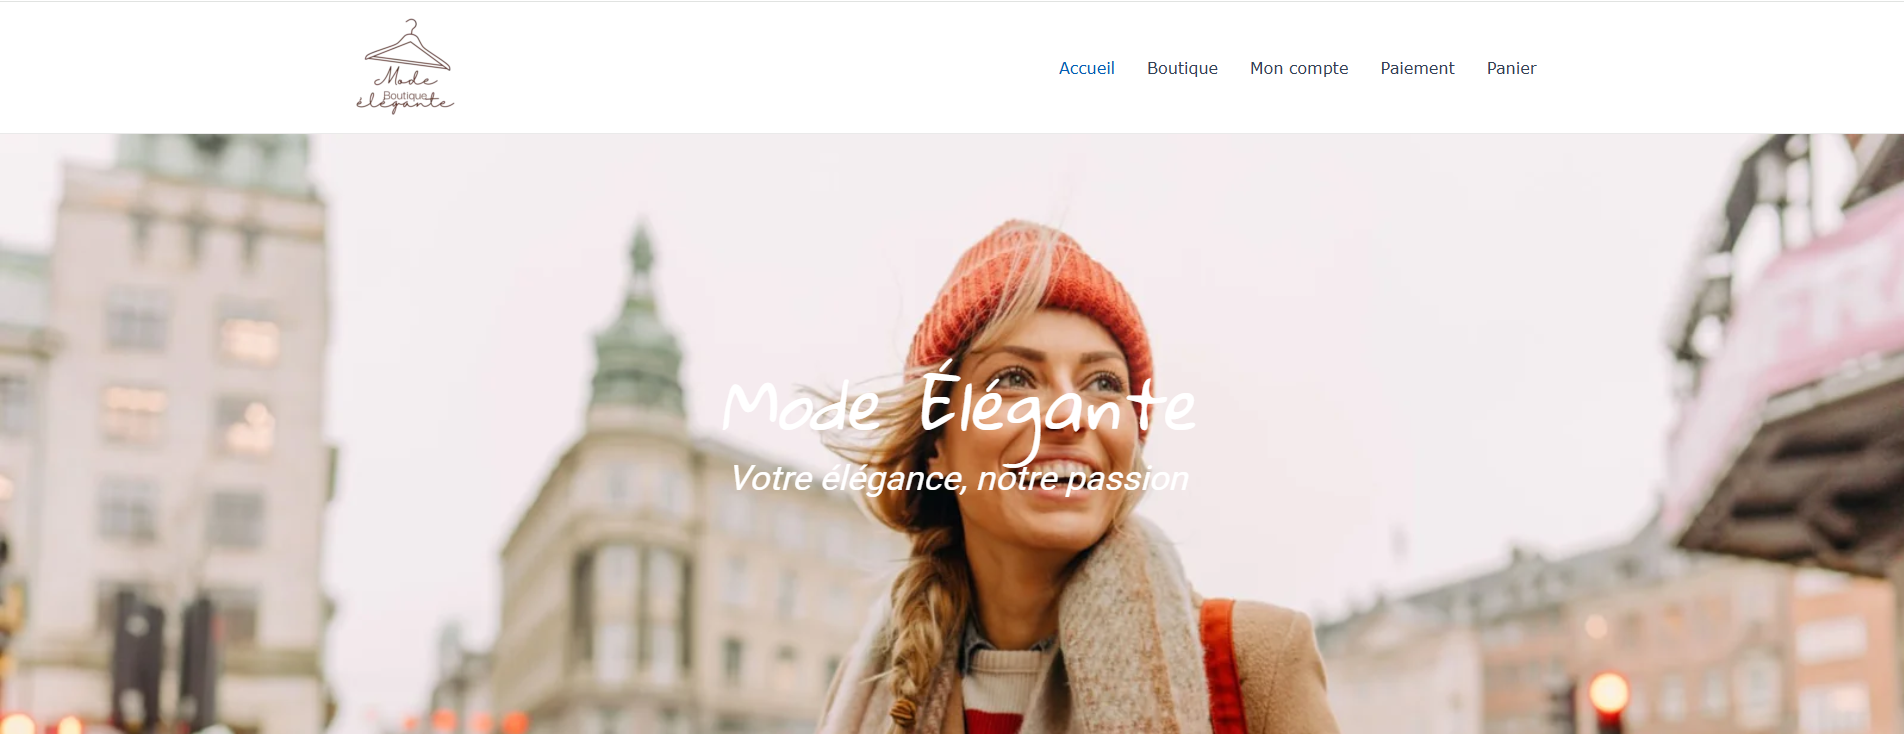 Mode
Boutique
élégante
Accueil Boutique Mon compte Paiement Panier
Mode Élégante
Votre élégance, notre passion